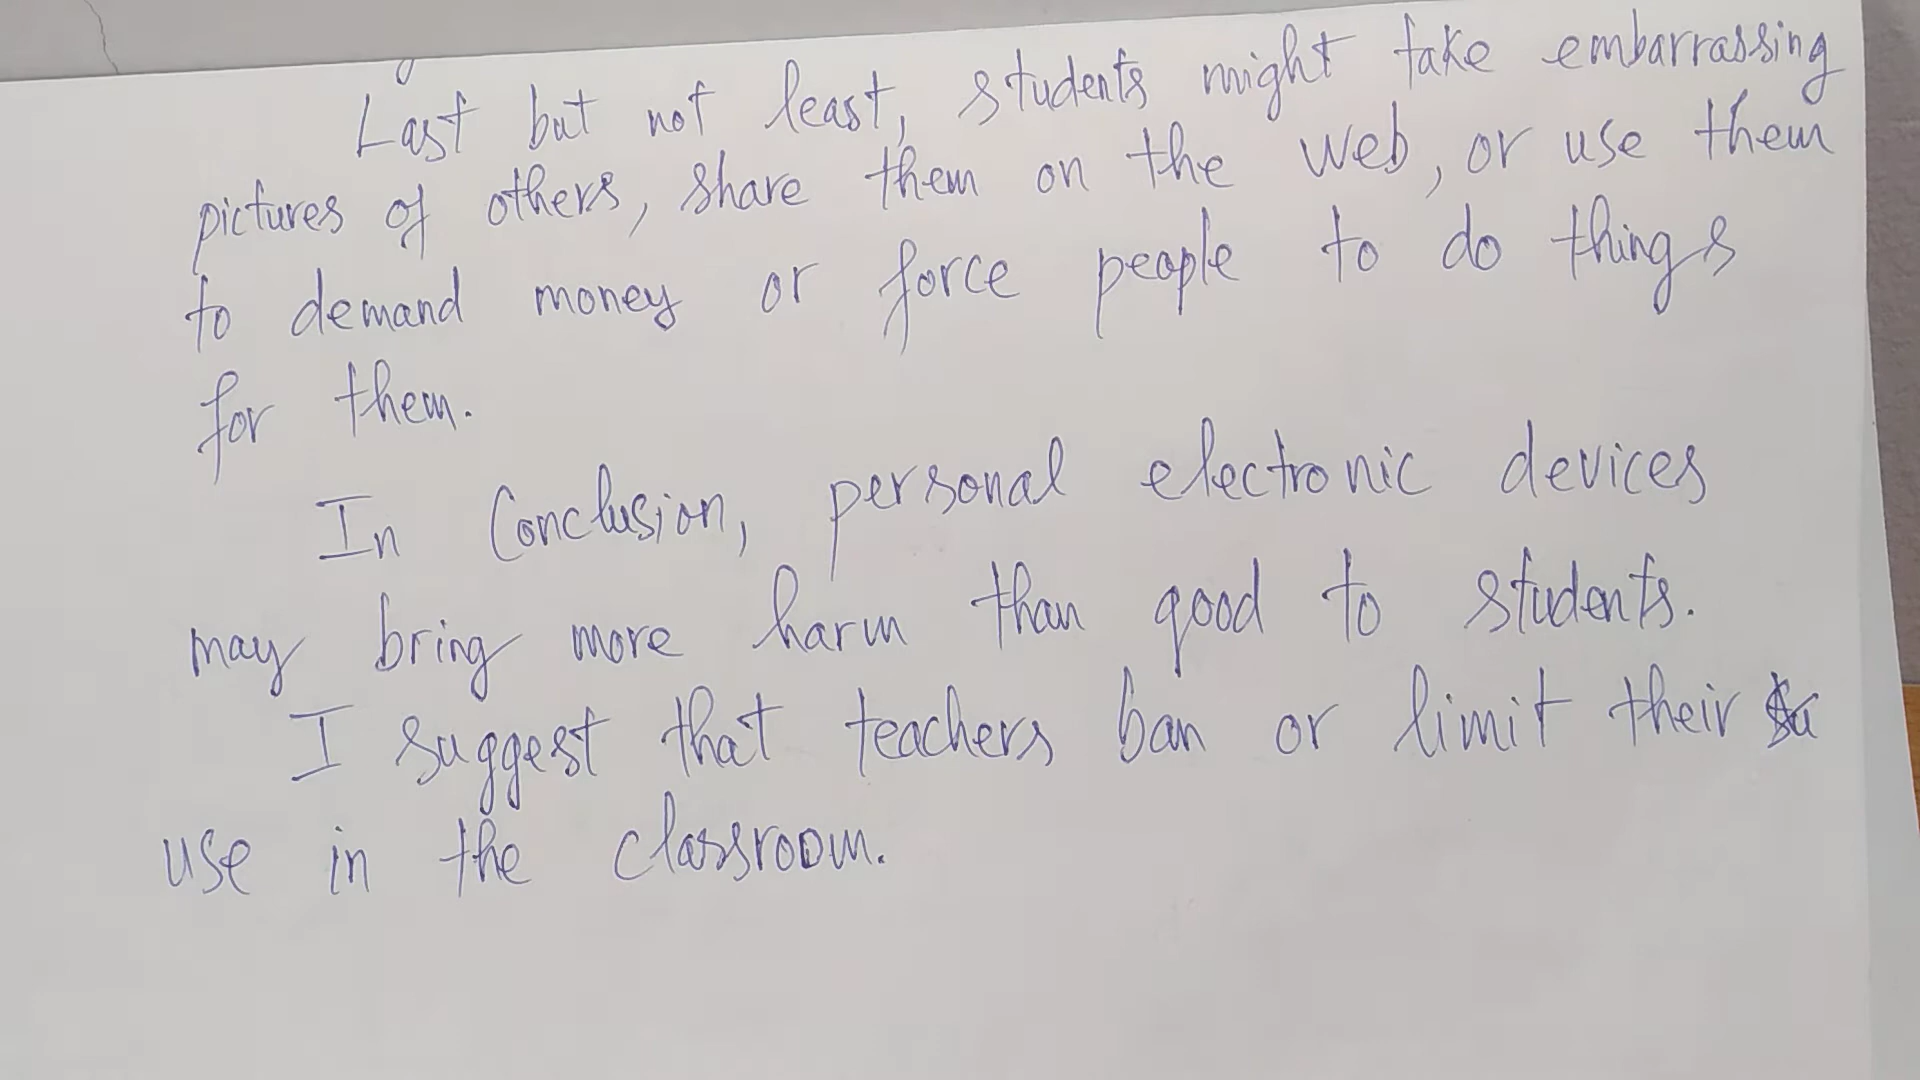 Last but not least, students might take embarrassing
pictures of others, share them on the web, or use them
to demand money or force people to do things
for them.
In Conclusion, personal electronic devices
may bring more harm than good to students.
I suggest that teachers ban or limit their
use in the classroom.